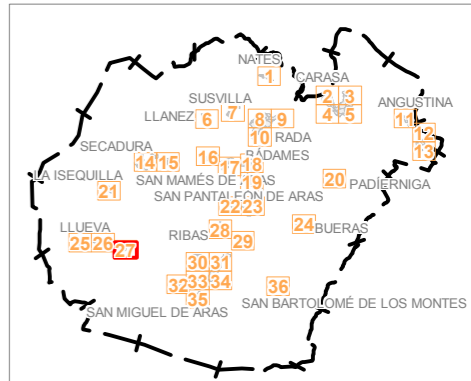 NATES
1
CARASA
2 3
SUSVILLA
4 5
7
ANGUSTINA
LLANEZ 6
8 9
11
10 RADA
12
13
SECADURA
16
BÁDAMES
14 15
17 18
LA ISEQUILLA
SAN MAMÉS DE ARAS
19
20 PADIERNIGA
21
SAN PANTALEÓN DE ARAS
22 23
LLUEVA
24 BUERAS
RIBAS 28
25 26 27
29
30 31
32 33 34
36
35
SAN BARTOLOMÉ DE LOS MONTES
SAN MIGUEL DE ARAS